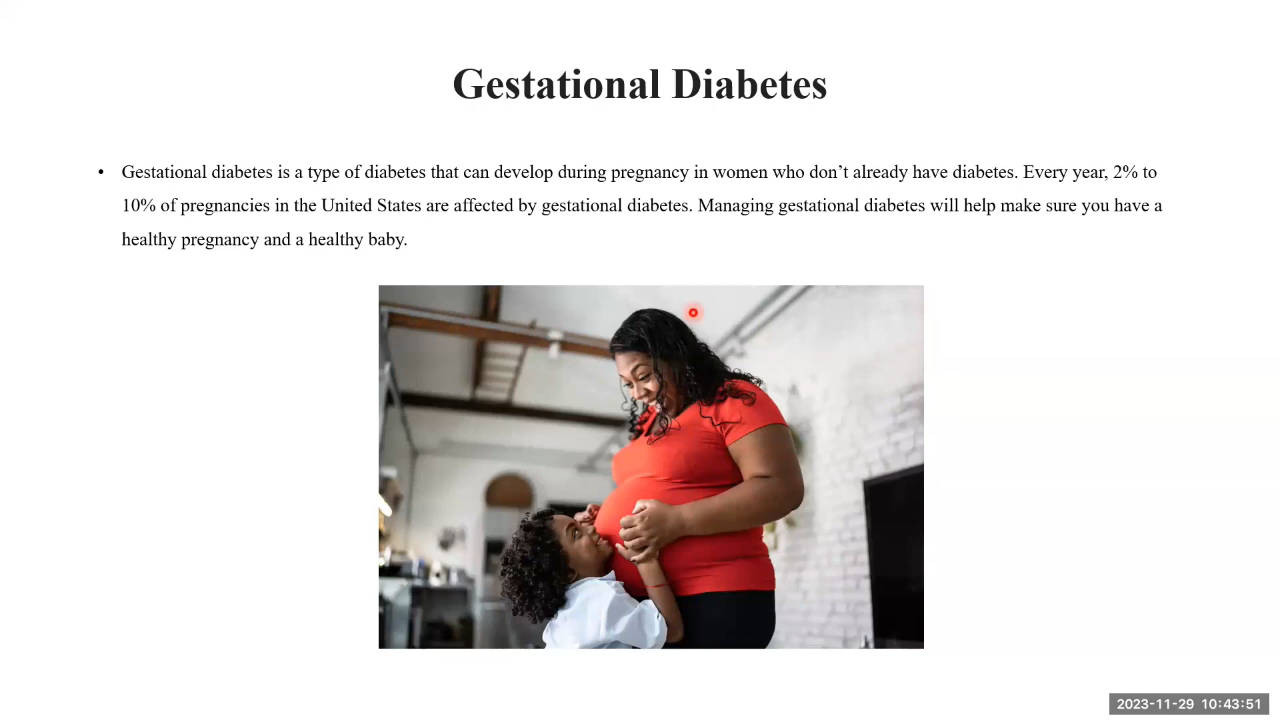 Gestational Diabetes
• Gestational diabetes is a type of diabetes that can develop during pregnancy in women who don’t already have diabetes. Every year, 2% to
10% of pregnancies in the United States are affected by gestational diabetes. Managing gestational diabetes will help make sure you have a
healthy pregnancy and a healthy baby.
2023-11-29 10:43:51